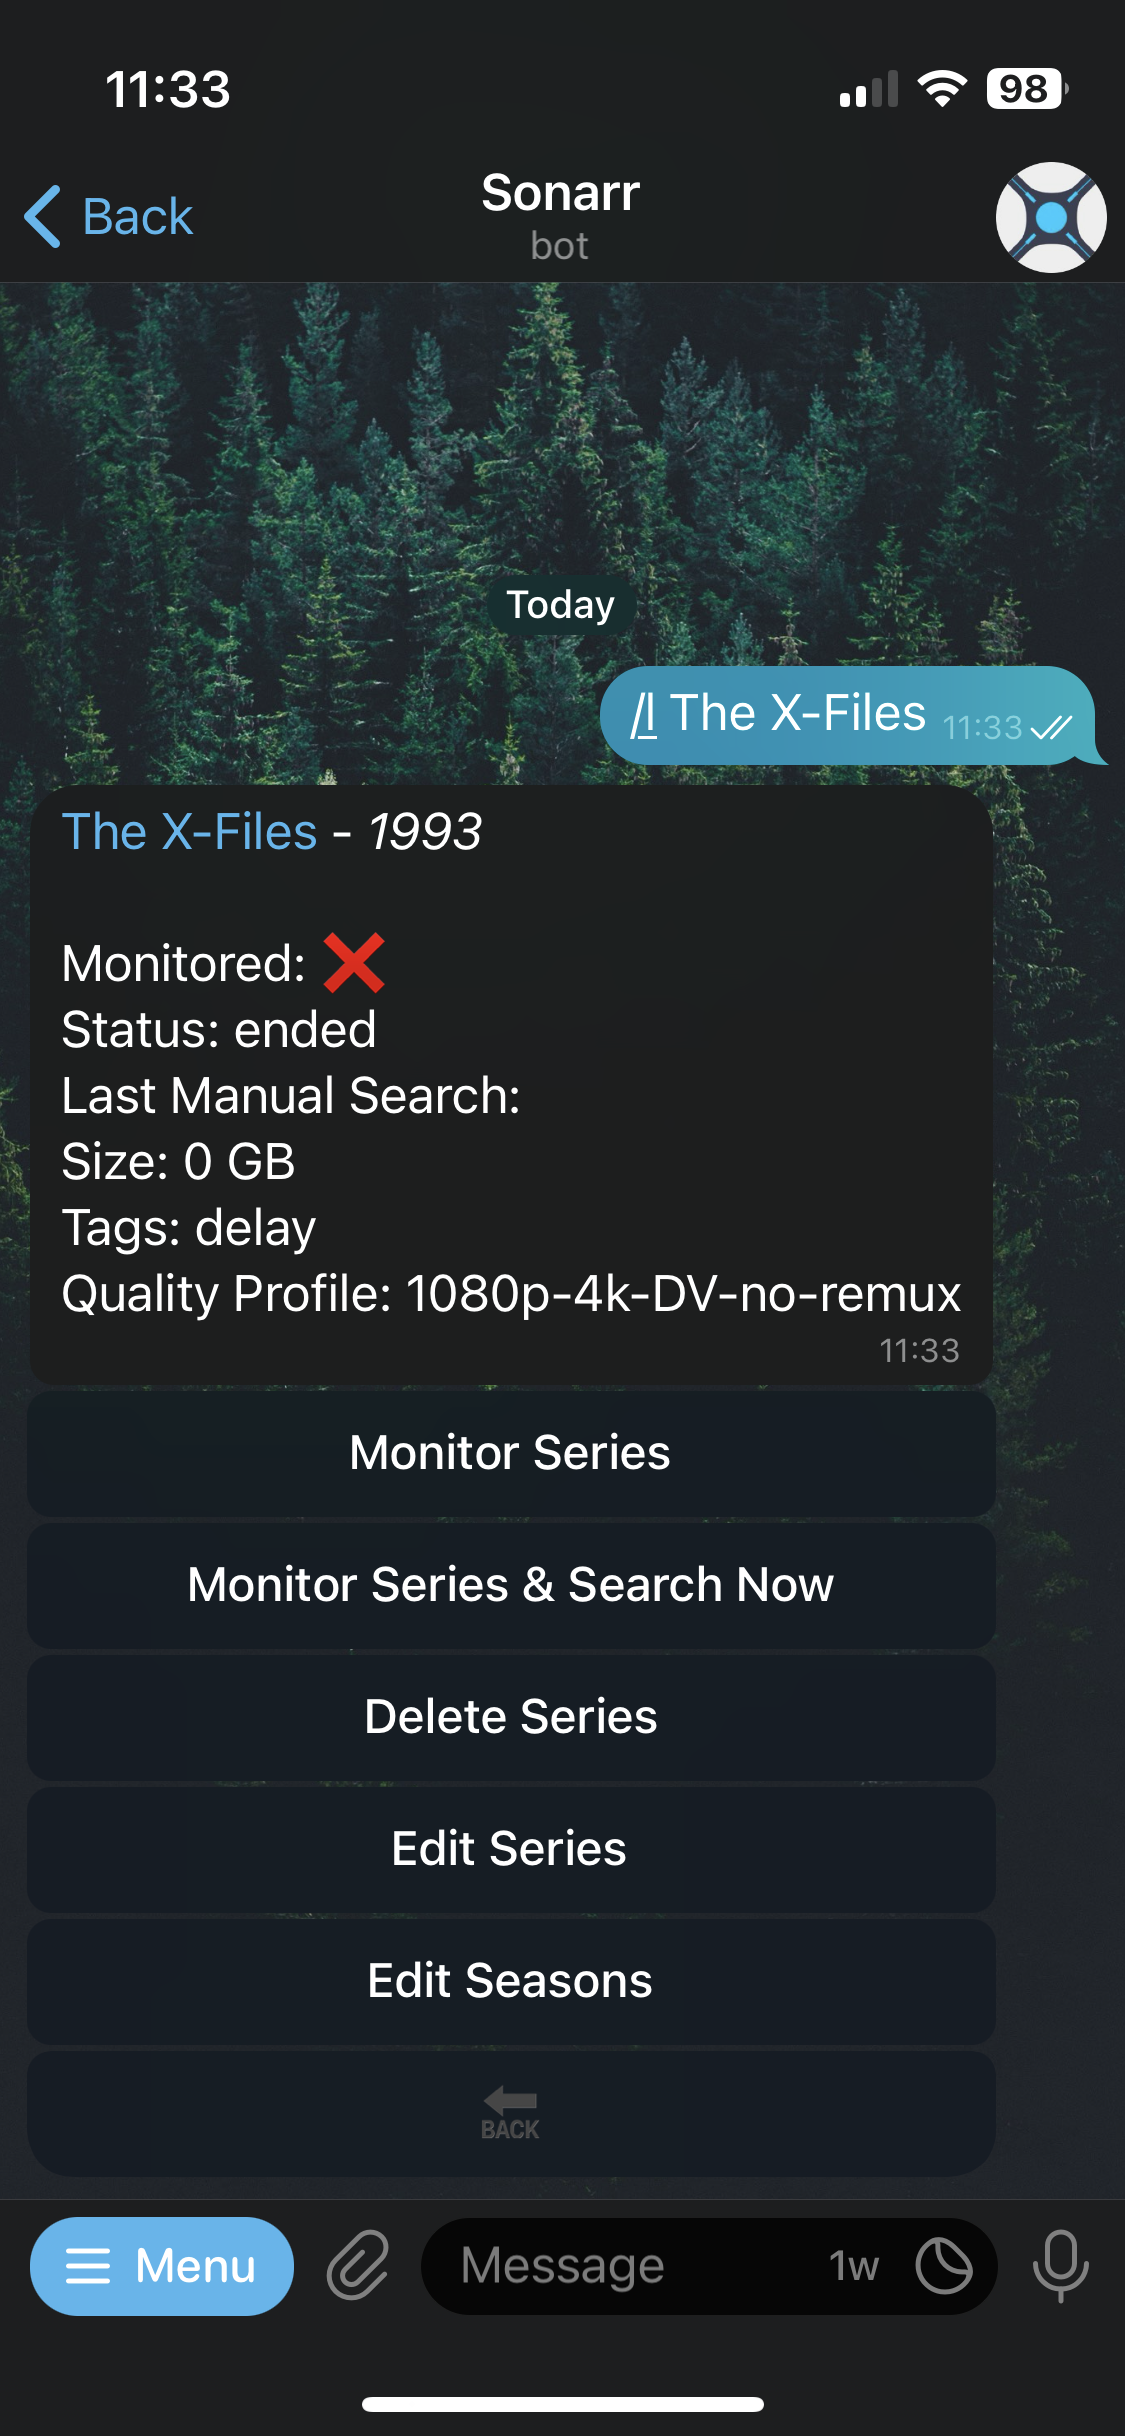 11:33
98
Back
Sonarr
bot
Today
/l The X-Files 11:33
The X-Files - 1993
Monitored: ❌
Status: ended
Last Manual Search:
Size: 0 GB
Tags: delay
Quality Profile: 1080p-4k-DV-no-remux
11:33
Monitor Series
Monitor Series & Search Now
Delete Series
Edit Series
Edit Seasons
BACK
Menu
Message
1w